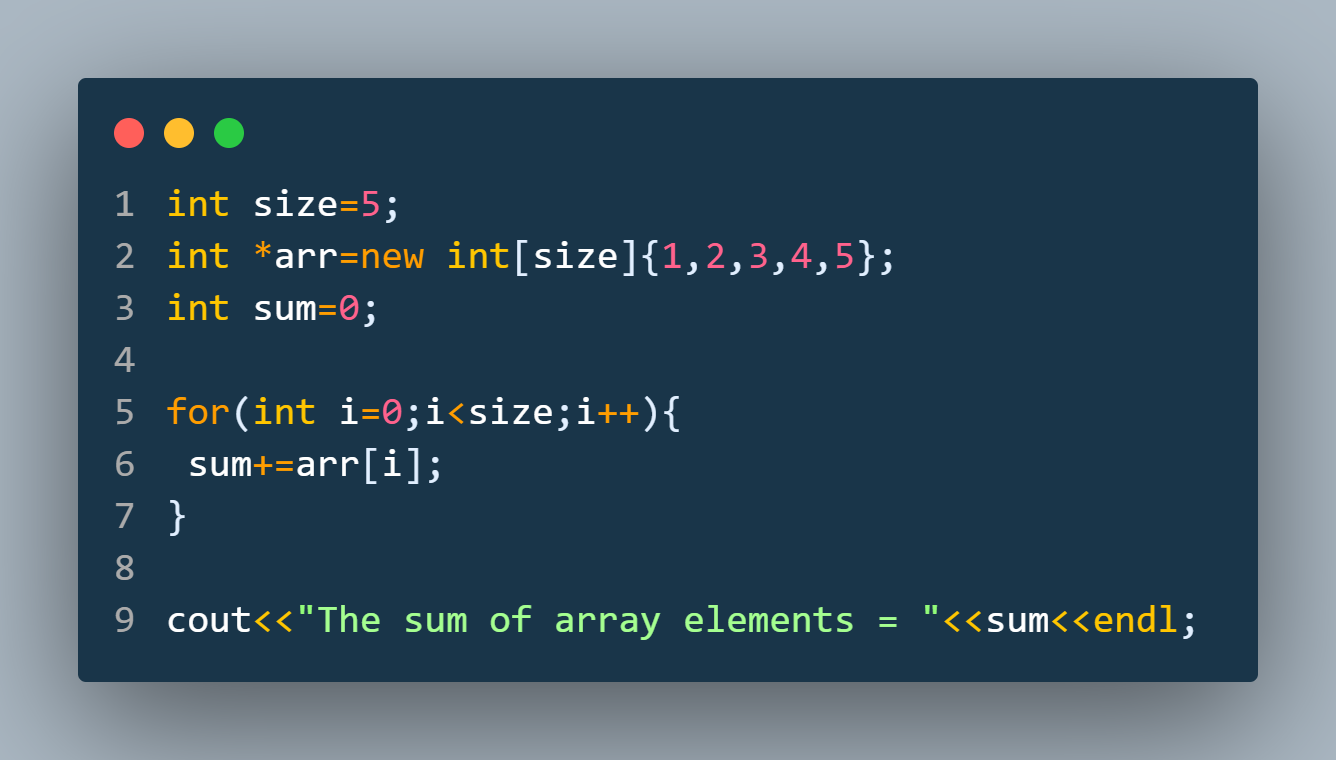 1 int size=5;
2 int *arr=new int[size]{1,2,3,4,5};
3 int sum=0;
4
5 for(int i=0;i<size;i++){
6  sum+=arr[i];
7 }
8
9 cout<<"The sum of array elements = "<<sum<<endl;